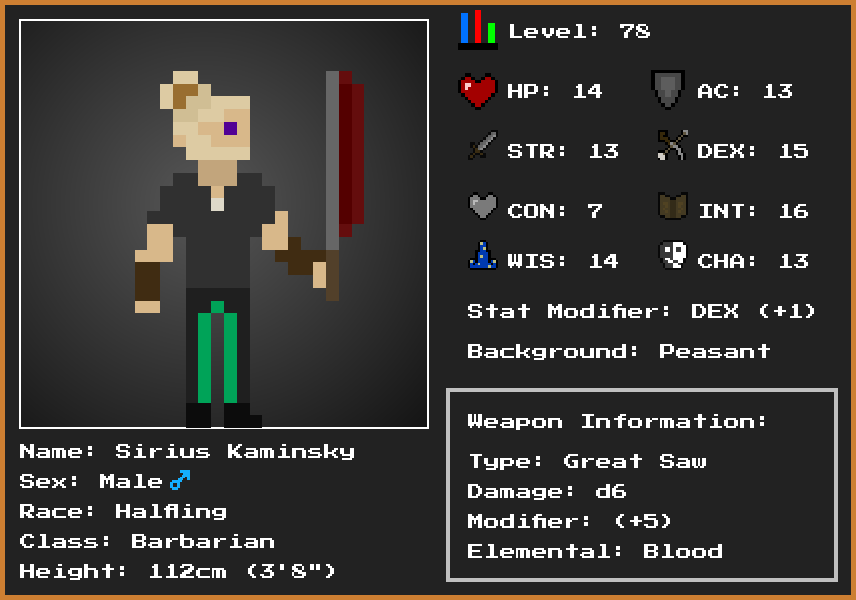 Level: 78
HP: 14 AC: 13
STR: 13 DEX: 15
CON: 7 INT: 16
WIS: 14 CHA: 13
Stat Modifier: DEX (+1)
Background: Peasant
Weapon Information:
Type: Great Saw
Damage: d6
Modifier: (+5)
Elemental: Blood
Name: Sirius Kaminsky
Sex: Male♂
Race: Halfling
Class: Barbarian
Height: 112cm (3'8")